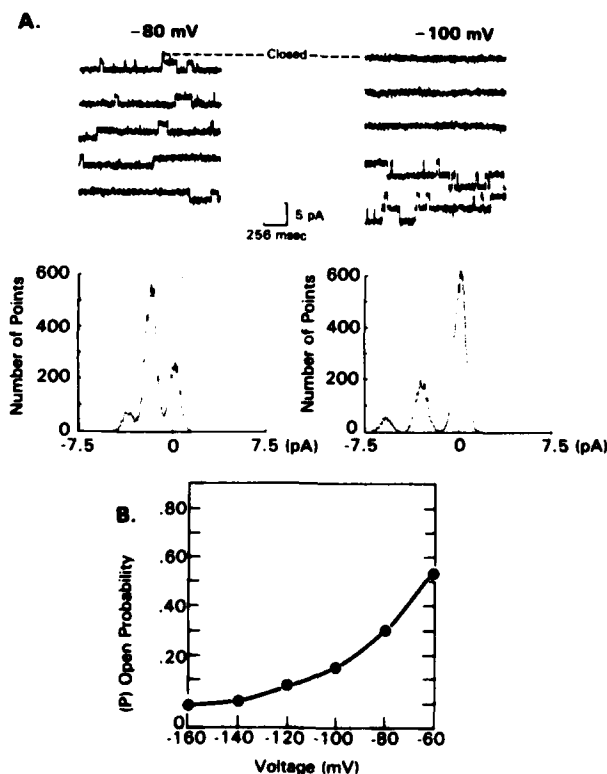 A.
-80 mV
Closed
-100 mV
5 pA
256 msec
Number of Points
600
400
200
0
-7.5
0
7.5 (pA)
Number of Points
600
400
200
0
-7.5
0
7.5 (pA)
B.
(P) Open Probability
.80
.40
.20
0
-160 -140 -120 -100 -80 -60
Voltage (mV)